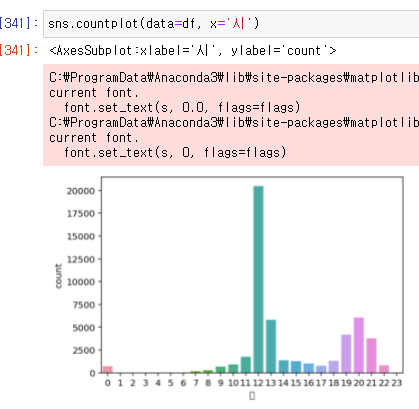 [341]: sns.countplot(data=df, x='시')
[341]: <AxesSubplot:xlabel='시', ylabel='count'>
C:₩ProgramData₩Anaconda3₩lib₩site-packages₩matplotlib
current font.
font.set_text(s, 0.0, flags=flags)
C:₩ProgramData₩Anaconda3₩lib₩site-packages₩matplotlib
current font.
font.set_text(s, 0, flags=flags)
20000
17500
15000
12500
10000
7500
5000
2500
0
count
0 1 2 3 4 5 6 7 8 9 10 11 12 13 14 15 16 17 18 19 20 21 22 23
▯